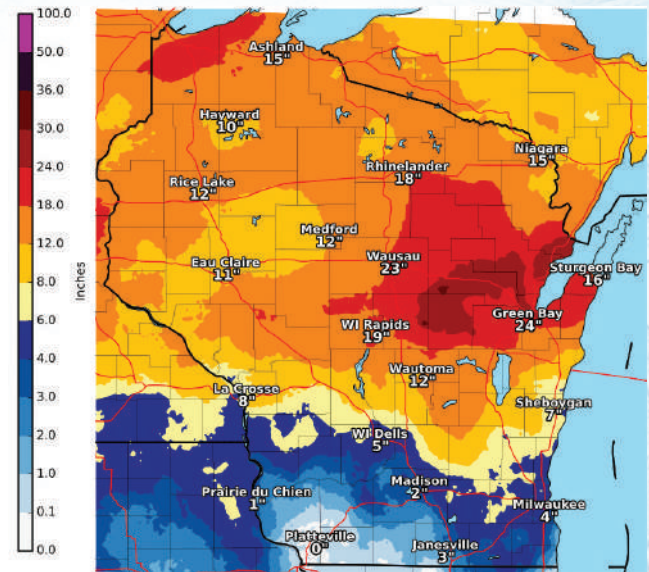 100.0
50.0
36.0
30.0
24.0
18.0
12.0
8.0
6.0
4.0
3.0
2.0
1.0
0.1
0.0
Inches
Ashland
15"
Hayward
10"
Niagara
15"
Rhinelander
18"
Rice Lake
12"
Medford
12"
Wausau
23"
Eau Claire
11"
Sturgeon Bay
16"
Green Bay
24"
WI Rapids
19"
Wautoma
12"
La Crosse
8"
Sheboygan
7"
WI Dells
5"
Madison
2"
Prairie du Chien
1"
Milwaukee
4"
Platteville
0"
Janesville
3"